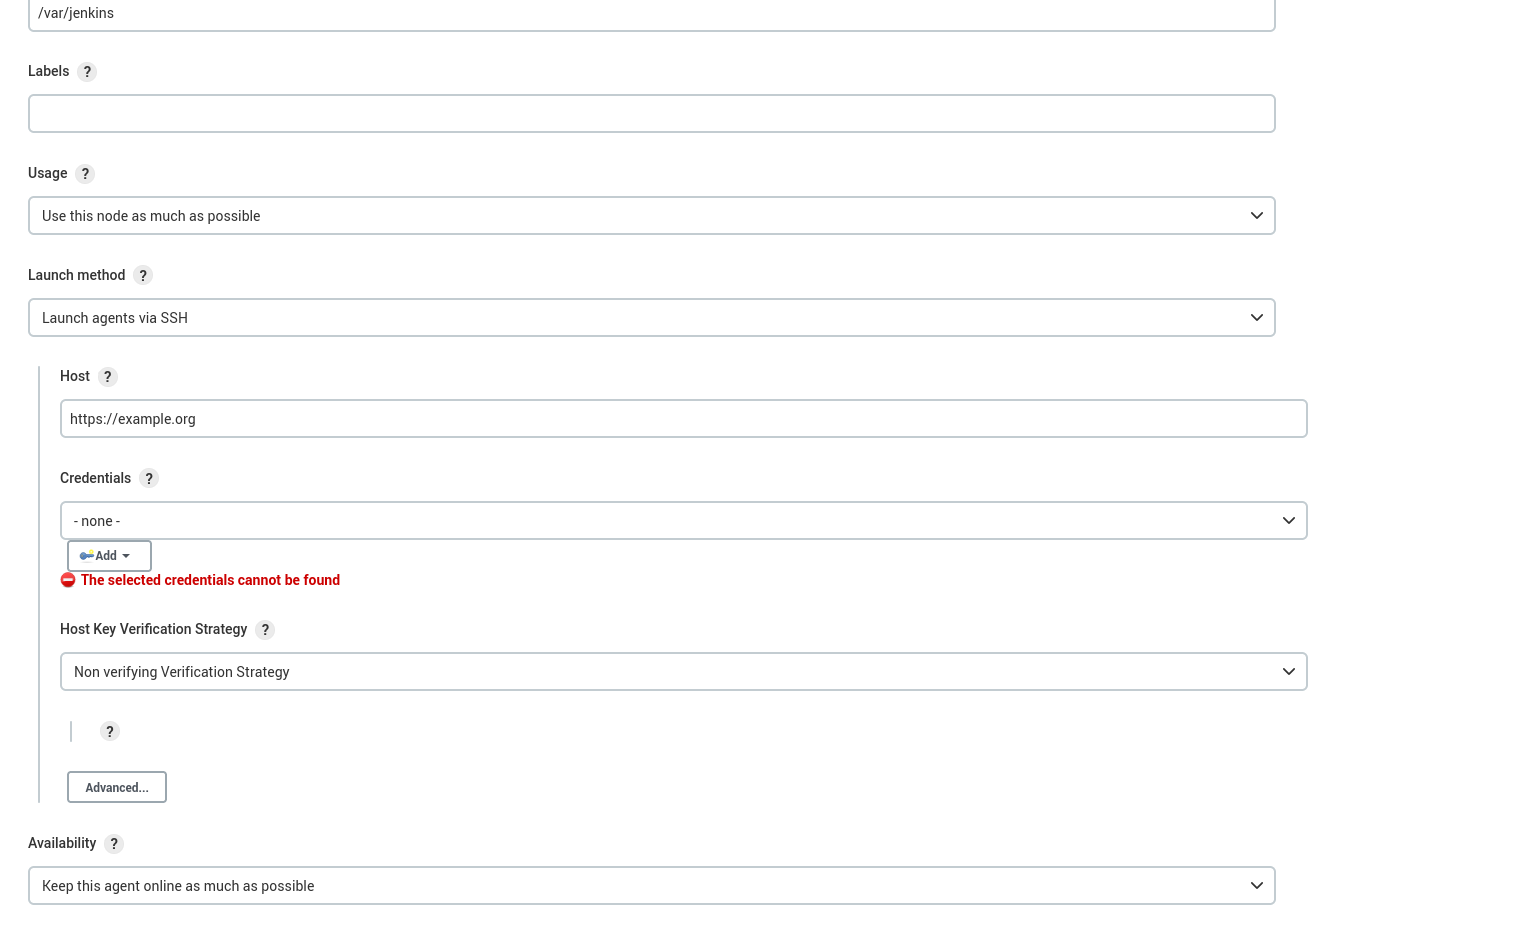 /var/jenkins
Labels ?
Usage ?
Use this node as much as possible
Launch method ?
Launch agents via SSH
Host ?
https://example.org
Credentials ?
- none -
Add
The selected credentials cannot be found
Host Key Verification Strategy ?
Non verifying Verification Strategy
?
Advanced...
Availability ?
Keep this agent online as much as possible